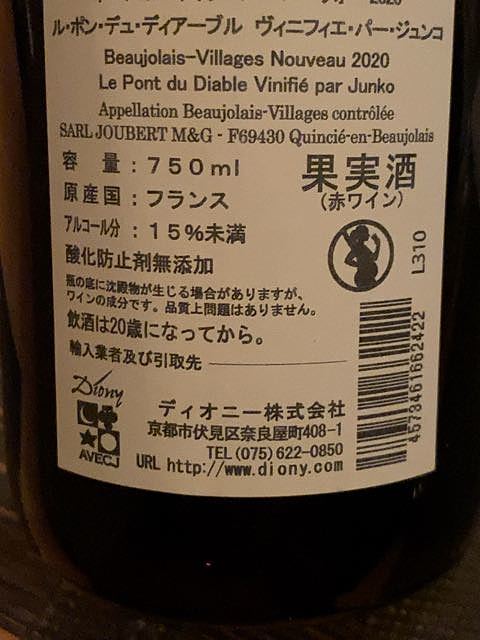 2020
ル・ポン・デュ・ディアーブル ヴィニフィエ・パー・ジュンコ
Beaujolais-Villages Nouveau 2020
Le Pont du Diable Vinifié par Junko
Appellation Beaujolais-Villages contrôlée
SARL JOUBERT M&G - F69430 Quincié-en-Beaujolais
容 量 : 750ml
原産国 : フランス
アルコール分 : 15%未満
酸化防止剤無添加
果実酒
(赤ワイン)
L310
瓶の底に沈殿物が生じる場合がありますが、
ワインの成分です。品質上問題はありません。
飲酒は20歳になってから。
輸入業者及び引取先
Diony
AVECJ
ディオニー株式会社
京都市伏見区奈良屋町408-1
TEL(075)622-0850
URL http://www.diony.com
4573461662422